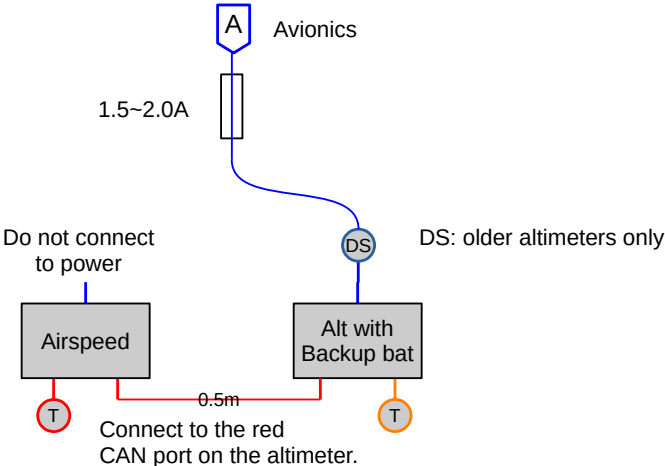 A
Avionics
1.5~2.0A
Do not connect
to power
DS
DS: older altimeters only
Airspeed
Alt with
Backup bat
0.5m
T
T
Connect to the red
CAN port on the altimeter.